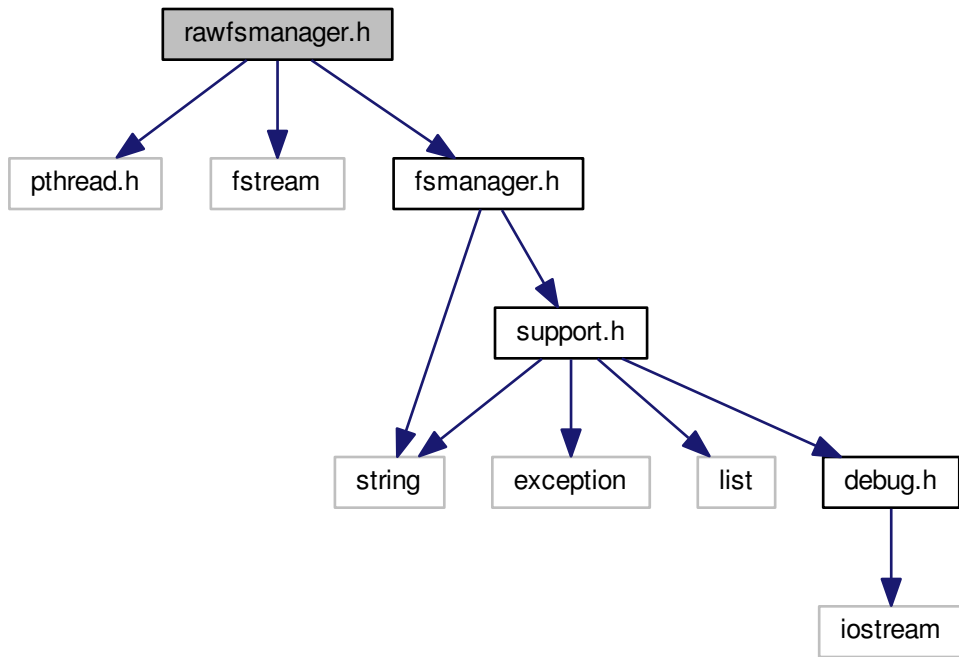 rawfsmanager.h
pthread.h
fstream
fsmanager.h
support.h
string
exception
list
debug.h
iostream